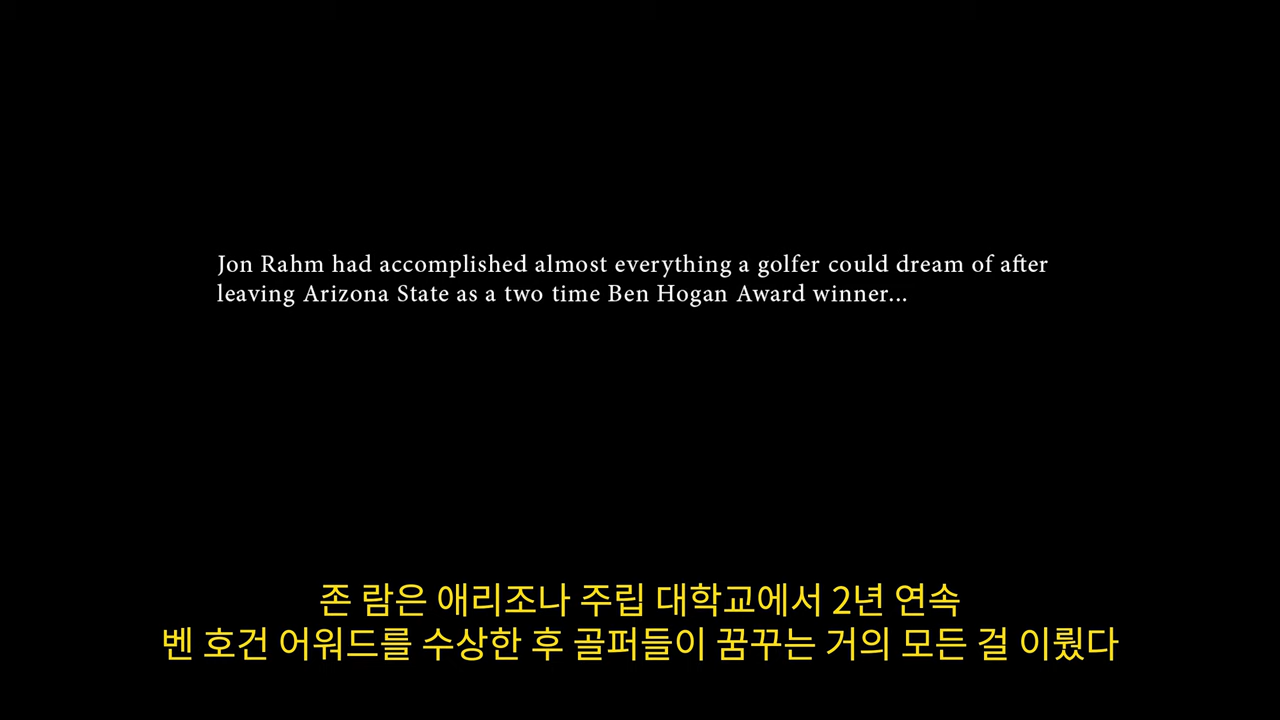 Jon Rahm had accomplished almost everything a golfer could dream of after
leaving Arizona State as a two time Ben Hogan Award winner...
존 람은 애리조나 주립 대학교에서 2년 연속
벤 호건 어워드를 수상한 후 골퍼들이 꿈꾸는 거의 모든 걸 이뤘다